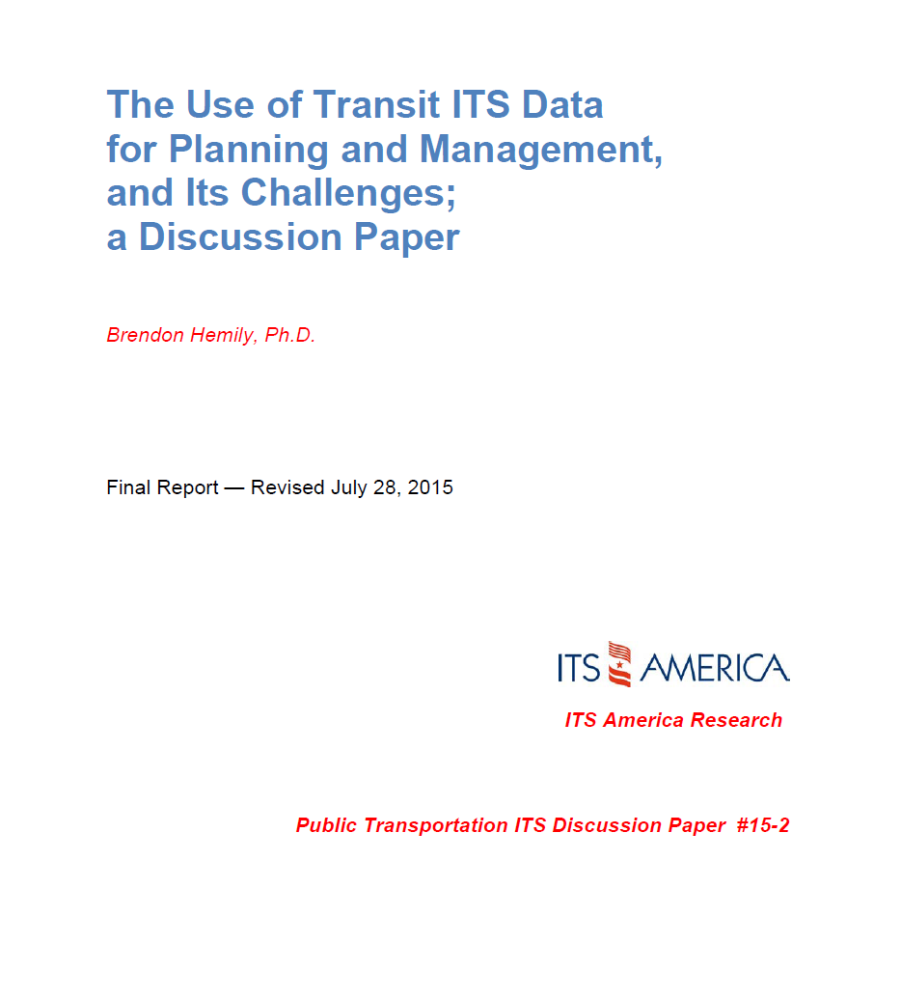 The Use of Transit ITS Data
for Planning and Management,
and Its Challenges;
a Discussion Paper
Brendon Hemily, Ph.D.
Final Report — Revised July 28, 2015
ITS AMERICA
ITS America Research
Public Transportation ITS Discussion Paper #15-2